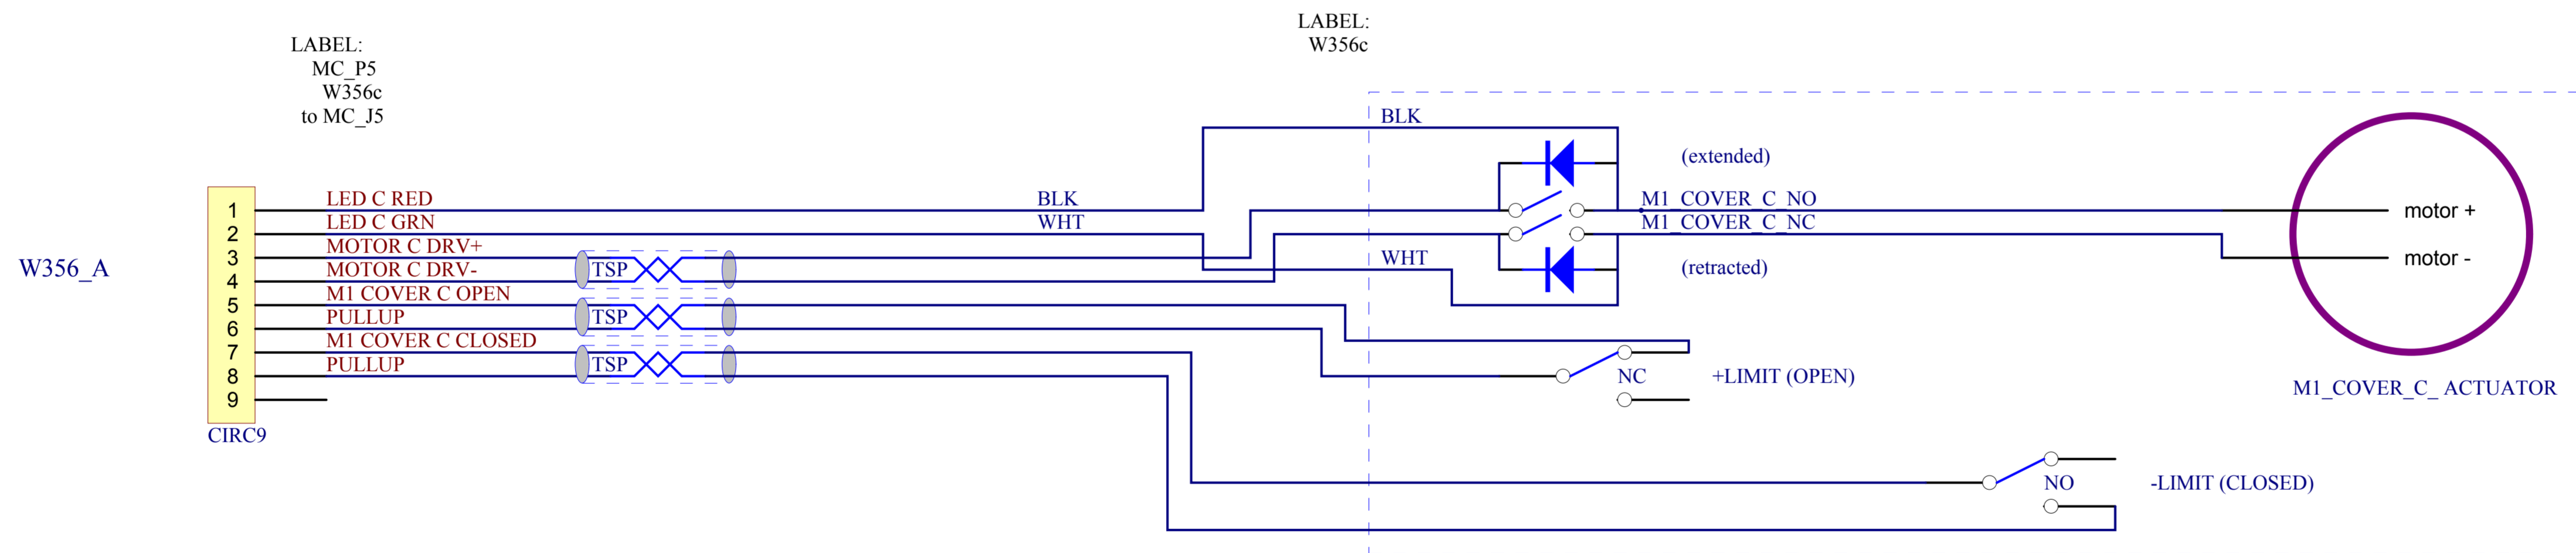 LABEL:
W356c
LABEL:
MC_P5
W356c
to MC_J5
BLK
(extended)
LED C RED
BLK
M1_COVER_C_NO
1
motor +
LED C GRN
WHT
M1_COVER_C_NC
2
MOTOR C DRV+
WHT
3
motor -
W356_A
MOTOR C DRV-
TSP
(retracted)
4
M1 COVER C OPEN
5
PULLUP
TSP
6
M1 COVER C CLOSED
7
PULLUP
TSP
8
NC
+LIMIT (OPEN)
M1_COVER_C_ ACTUATOR
9
CIRC9
NO
-LIMIT (CLOSED)